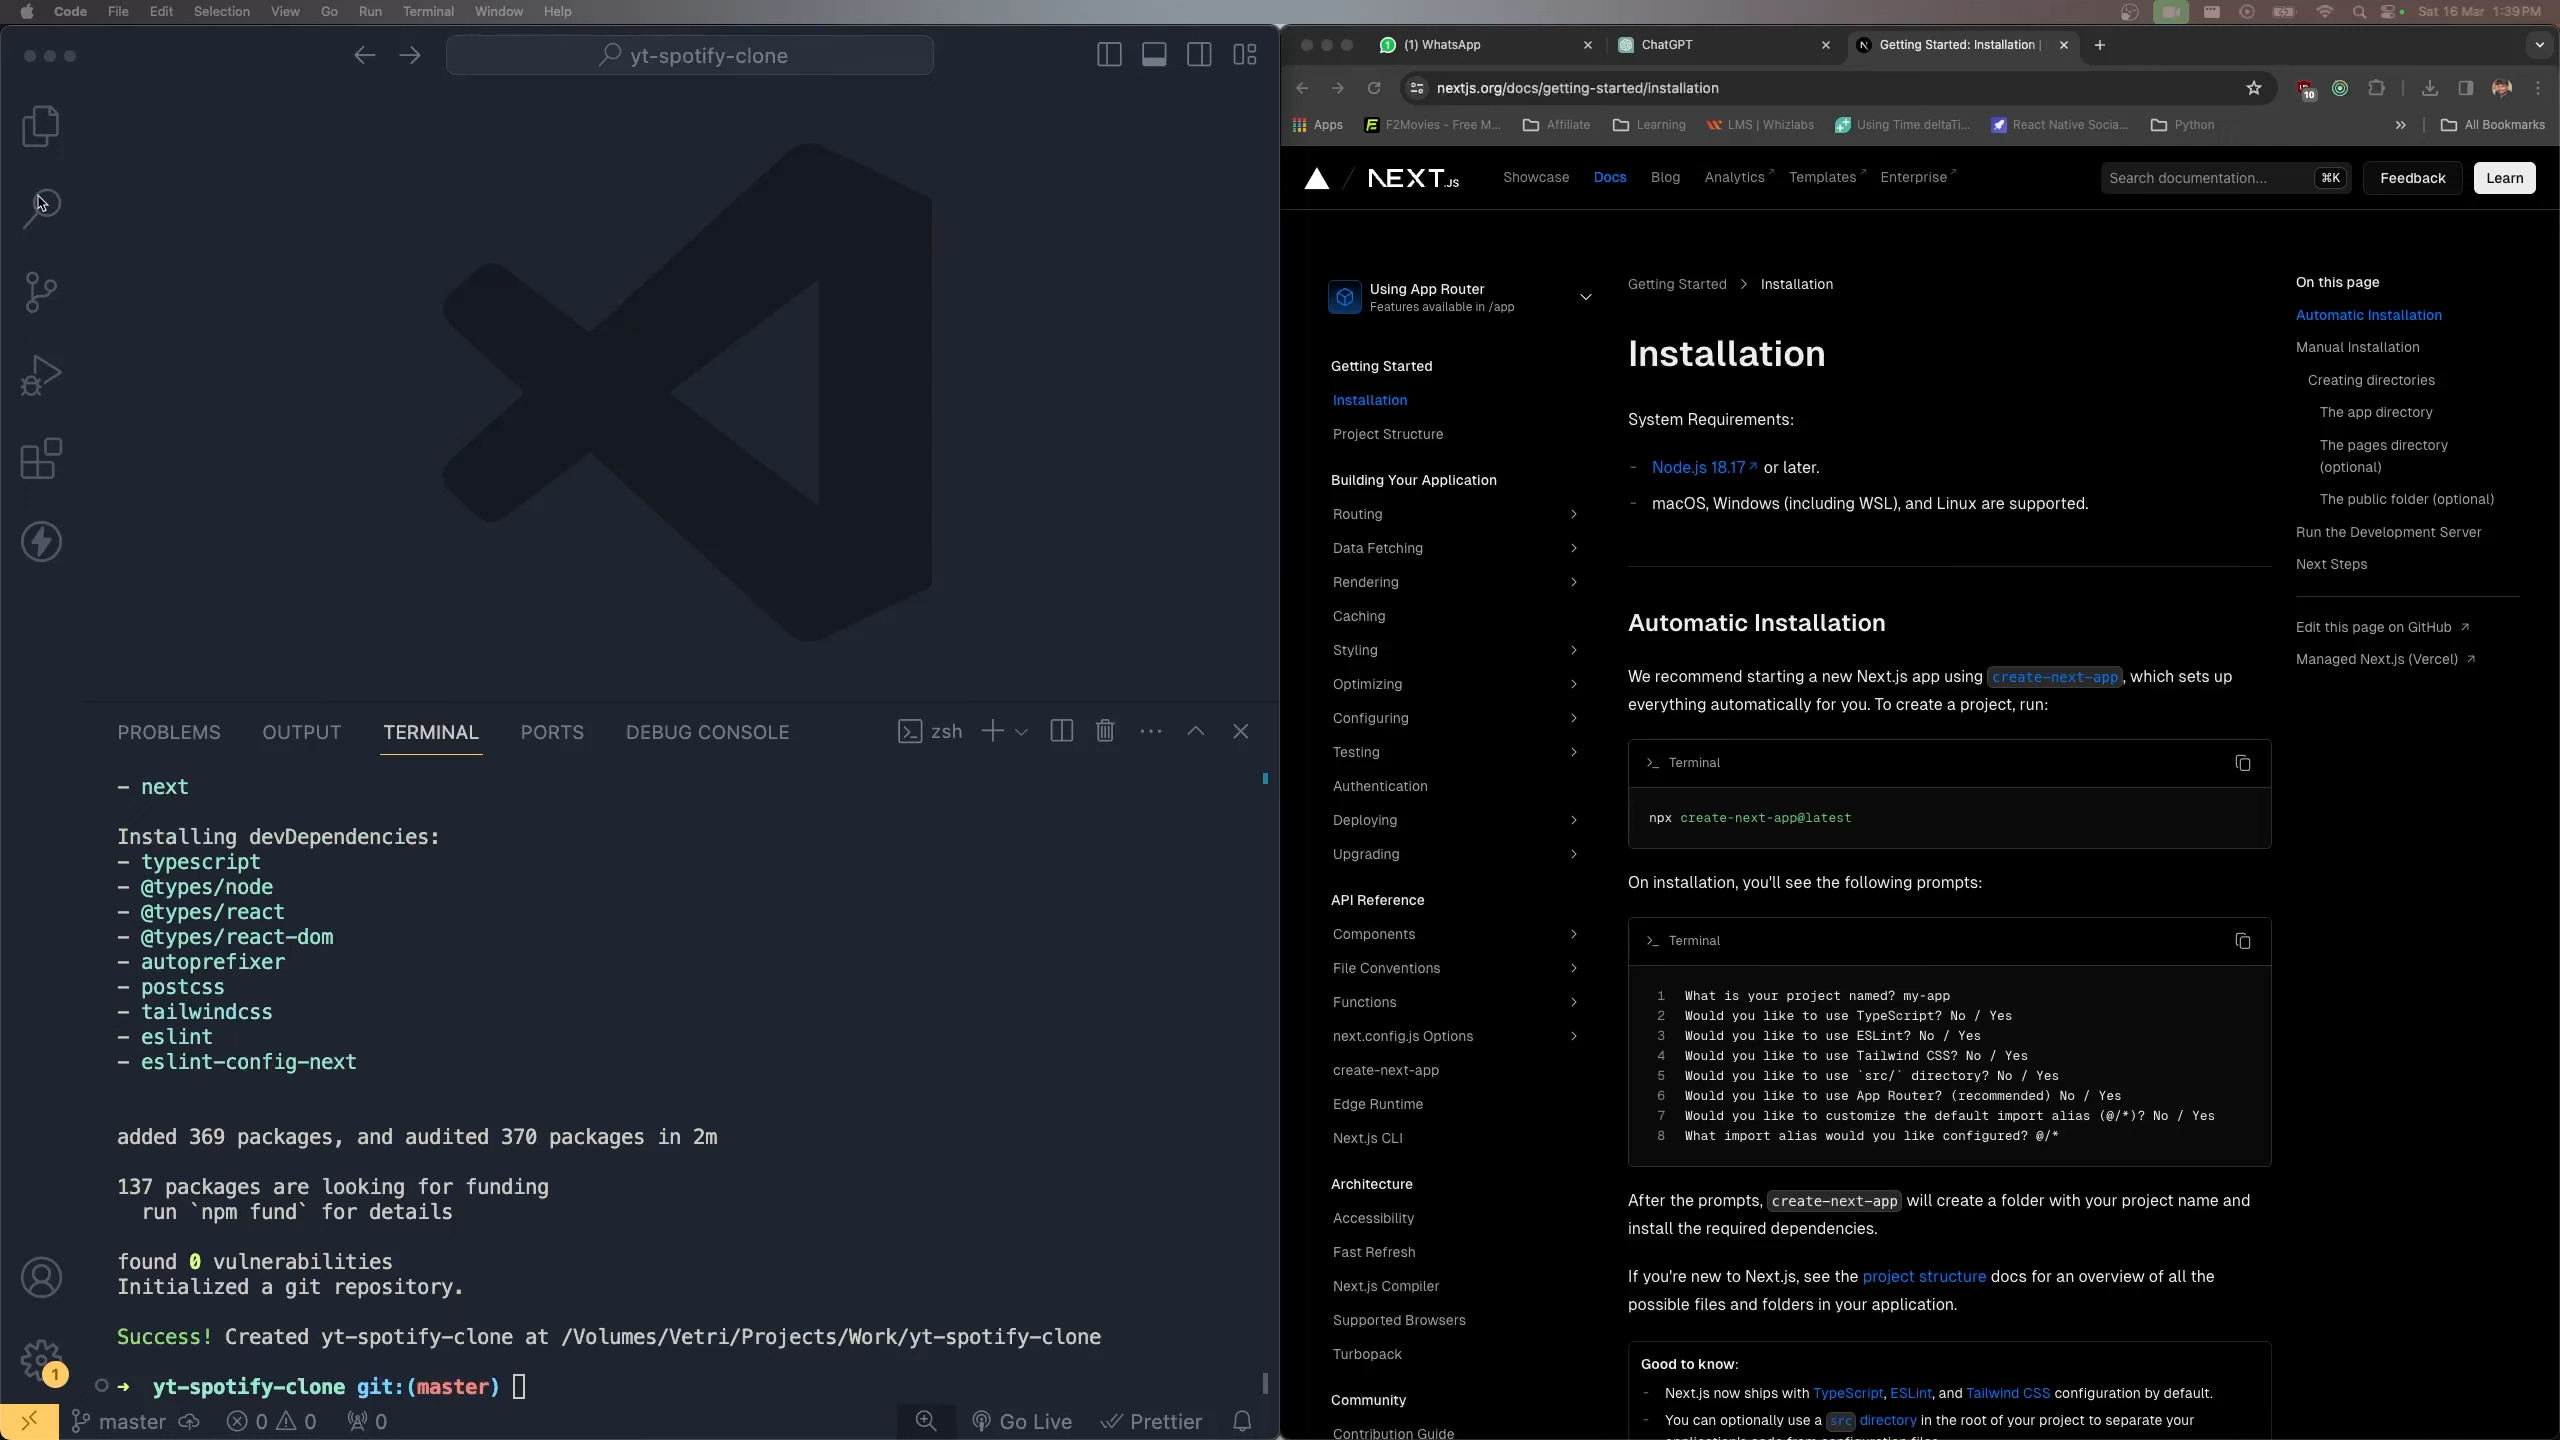 Code File Edit Selection View Go Run Terminal Window Help
Sat 16 Mar 1:39 PM
yt-spotify-clone
PROBLEMS OUTPUT TERMINAL PORTS DEBUG CONSOLE
zsh
– next
Installing devDependencies:
– typescript
– @types/node
– @types/react
– @types/react-dom
– autoprefixer
– postcss
– tailwindcss
– eslint
– eslint-config-next
added 369 packages, and audited 370 packages in 2m
137 packages are looking for funding
run `npm fund` for details
found 0 vulnerabilities
Initialized a git repository.
Success! Created yt-spotify-clone at /Volumes/Vetri/Projects/Work/yt-spotify-clone
➜ yt-spotify-clone git:(master)
1
master 0 0 0 Go Live Prettier
(1) WhatsApp
ChatGPT
Getting Started: Installation |
nextjs.org/docs/getting-started/installation
10
Apps F2Movies - Free M... Affiliate Learning LMS | Whizlabs Using Time.deltaTi... React Native Socia... Python » All Bookmarks
NEXT.JS
Showcase Docs Blog Analytics Templates Enterprise
Search documentation... ⌘K
Feedback
Learn
Using App Router
Features available in /app
Getting Started
Installation
Project Structure
Building Your Application
Routing
Data Fetching
Rendering
Caching
Styling
Optimizing
Configuring
Testing
Authentication
Deploying
Upgrading
API Reference
Components
File Conventions
Functions
next.config.js Options
create-next-app
Edge Runtime
Next.js CLI
Architecture
Accessibility
Fast Refresh
Next.js Compiler
Supported Browsers
Turbopack
Community
Contribution Guide
Getting Started > Installation
Installation
System Requirements:
- Node.js 18.17 or later.
- macOS, Windows (including WSL), and Linux are supported.
Automatic Installation
We recommend starting a new Next.js app using create-next-app, which sets up
everything automatically for you. To create a project, run:
Terminal
npx create-next-app@latest
On installation, you'll see the following prompts:
Terminal
1 What is your project named? my-app
2 Would you like to use TypeScript? No / Yes
3 Would you like to use ESLint? No / Yes
4 Would you like to use Tailwind CSS? No / Yes
5 Would you like to use `src/` directory? No / Yes
6 Would you like to use App Router? (recommended) No / Yes
7 Would you like to customize the default import alias (@/*)? No / Yes
8 What import alias would you like configured? @/*
After the prompts, create-next-app will create a folder with your project name and
install the required dependencies.
If you're new to Next.js, see the project structure docs for an overview of all the
possible files and folders in your application.
Good to know:
- Next.js now ships with TypeScript, ESLint, and Tailwind CSS configuration by default.
- You can optionally use a src directory in the root of your project to separate your
On this page
Automatic Installation
Manual Installation
Creating directories
The app directory
The pages directory
(optional)
The public folder (optional)
Run the Development Server
Next Steps
Edit this page on GitHub
Managed Next.js (Vercel)